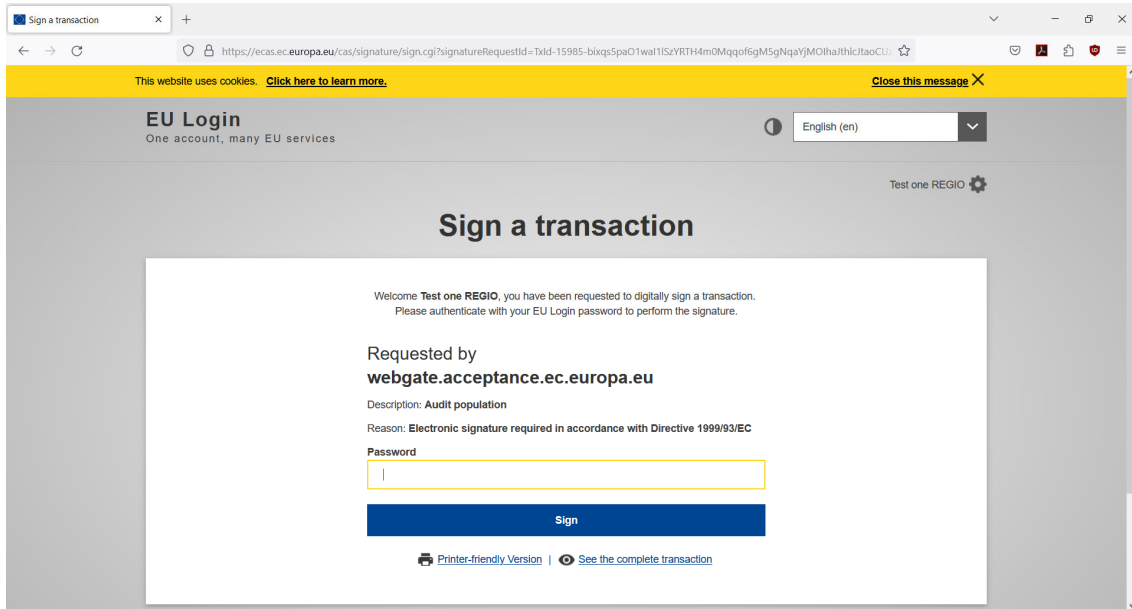 Sign a transaction
https://ecas.ec.europa.eu/cas/signature/sign.cgi?signatureRequestId=TxId-15985-bixqs5paO1waI1lSzYRTH4m0Mqqof6gM5gNqaYjMOIhaJthlcJtaoCU
This website uses cookies. Click here to learn more. Close this message
EU Login
One account, many EU services
English (en)
Test one REGIO
Sign a transaction
Welcome Test one REGIO, you have been requested to digitally sign a transaction.
Please authenticate with your EU Login password to perform the signature.
Requested by
webgate.acceptance.ec.europa.eu
Description: Audit population
Reason: Electronic signature required in accordance with Directive 1999/93/EC
Password
Sign
Printer-friendly Version | See the complete transaction